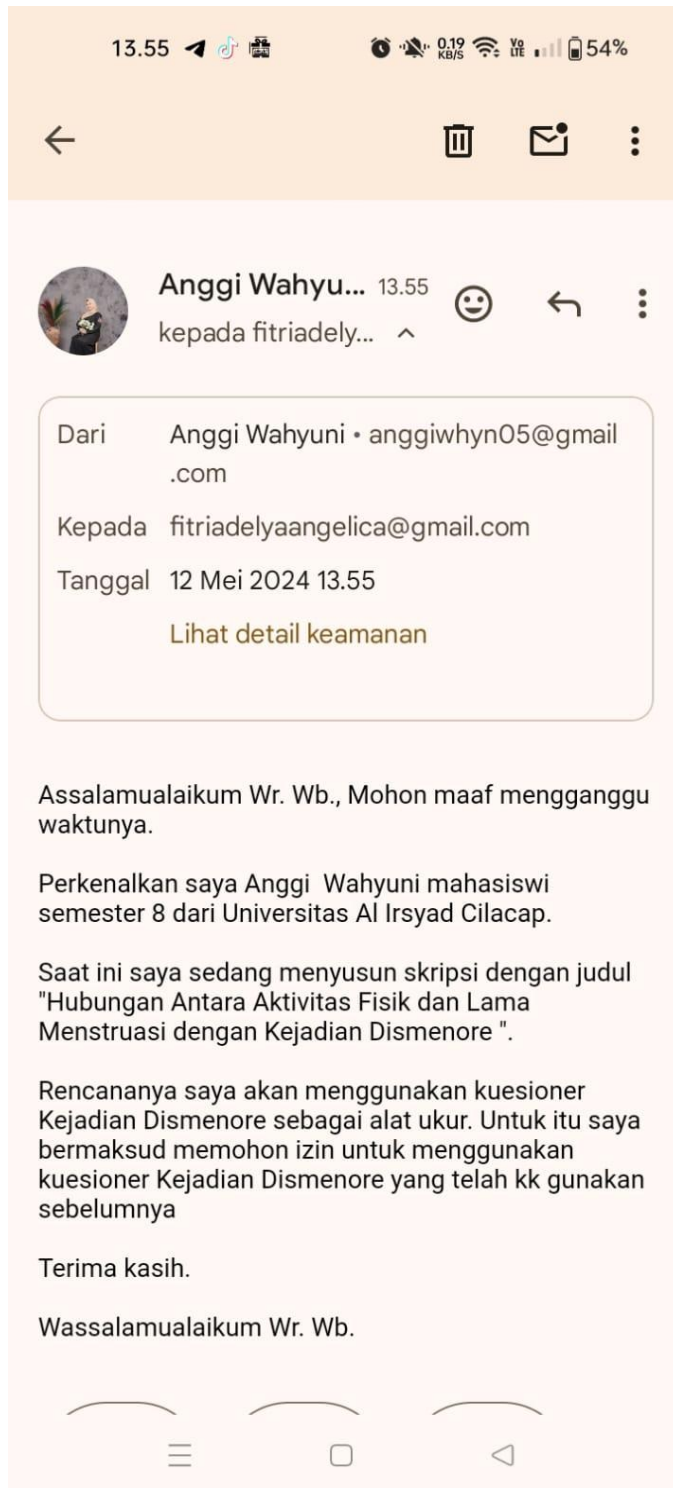 13.55 0.19 KB/S Vo LTE 54%
Anggi Wahyu... 13.55
kepada fitriadely...
Dari Anggi Wahyuni • anggiwhyn05@gmail
.com
Kepada fitriadelyaangelica@gmail.com
Tanggal 12 Mei 2024 13.55
Lihat detail keamanan
Assalamualaikum Wr. Wb., Mohon maaf mengganggu
waktunya.
Perkenalkan saya Anggi  Wahyuni mahasiswi
semester 8 dari Universitas Al Irsyad Cilacap.
Saat ini saya sedang menyusun skripsi dengan judul
"Hubungan Antara Aktivitas Fisik dan Lama
Menstruasi dengan Kejadian Dismenore ".
Rencananya saya akan menggunakan kuesioner
Kejadian Dismenore sebagai alat ukur. Untuk itu saya
bermaksud memohon izin untuk menggunakan
kuesioner Kejadian Dismenore yang telah kk gunakan
sebelumnya
Terima kasih.
Wassalamualaikum Wr. Wb.